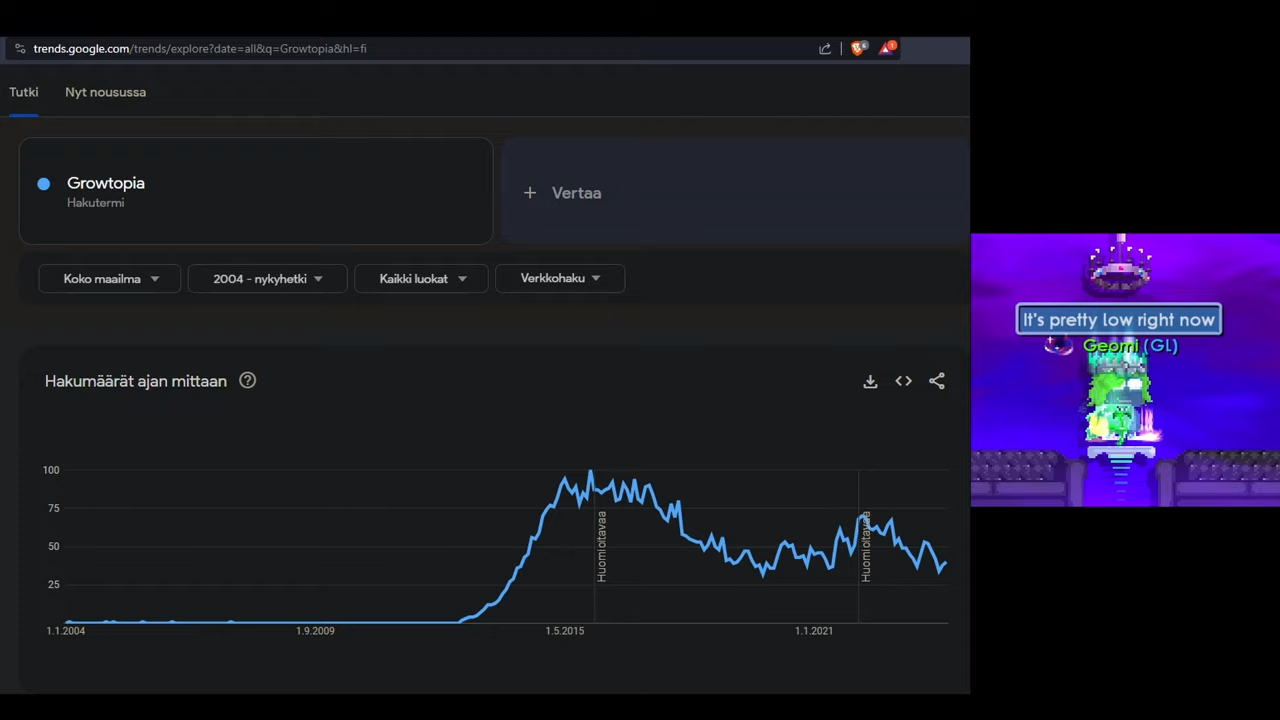 trends.google.com/trends/explore?date=all&q=Growtopia&hl=fi
6
1
Tutki
Nyt nousussa
Growtopia
Hakutermi
+ Vertaa
Koko maailma
2004 - nykyhetki
Kaikki luokat
Verkkohaku
It's pretty low right now
Geomi (GL)
Hakumäärät ajan mittaan
?
100
75
50
25
Huomioitavaa
Huomioitavaa
1.1.2004
1.9.2009
1.5.2015
1.1.2021